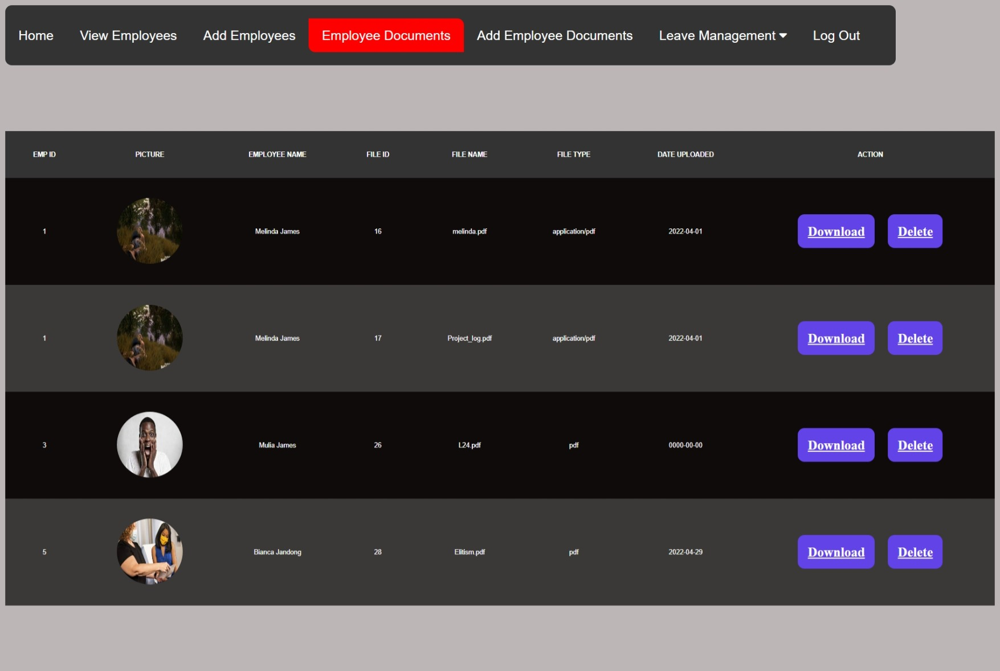 Home View Employees Add Employees Employee Documents Add Employee Documents Leave Management Log Out
EMP ID PICTURE EMPLOYEE NAME FILE ID FILE NAME FILE TYPE DATE UPLOADED ACTION
1 Melinda James 16 melinda.pdf application/pdf 2022-04-01 Download Delete
1 Melinda James 17 Project_log.pdf application/pdf 2022-04-01 Download Delete
3 Mulia James 26 L24.pdf pdf 0000-00-00 Download Delete
5 Bianca Jandong 28 Elitism.pdf pdf 2022-04-29 Download Delete